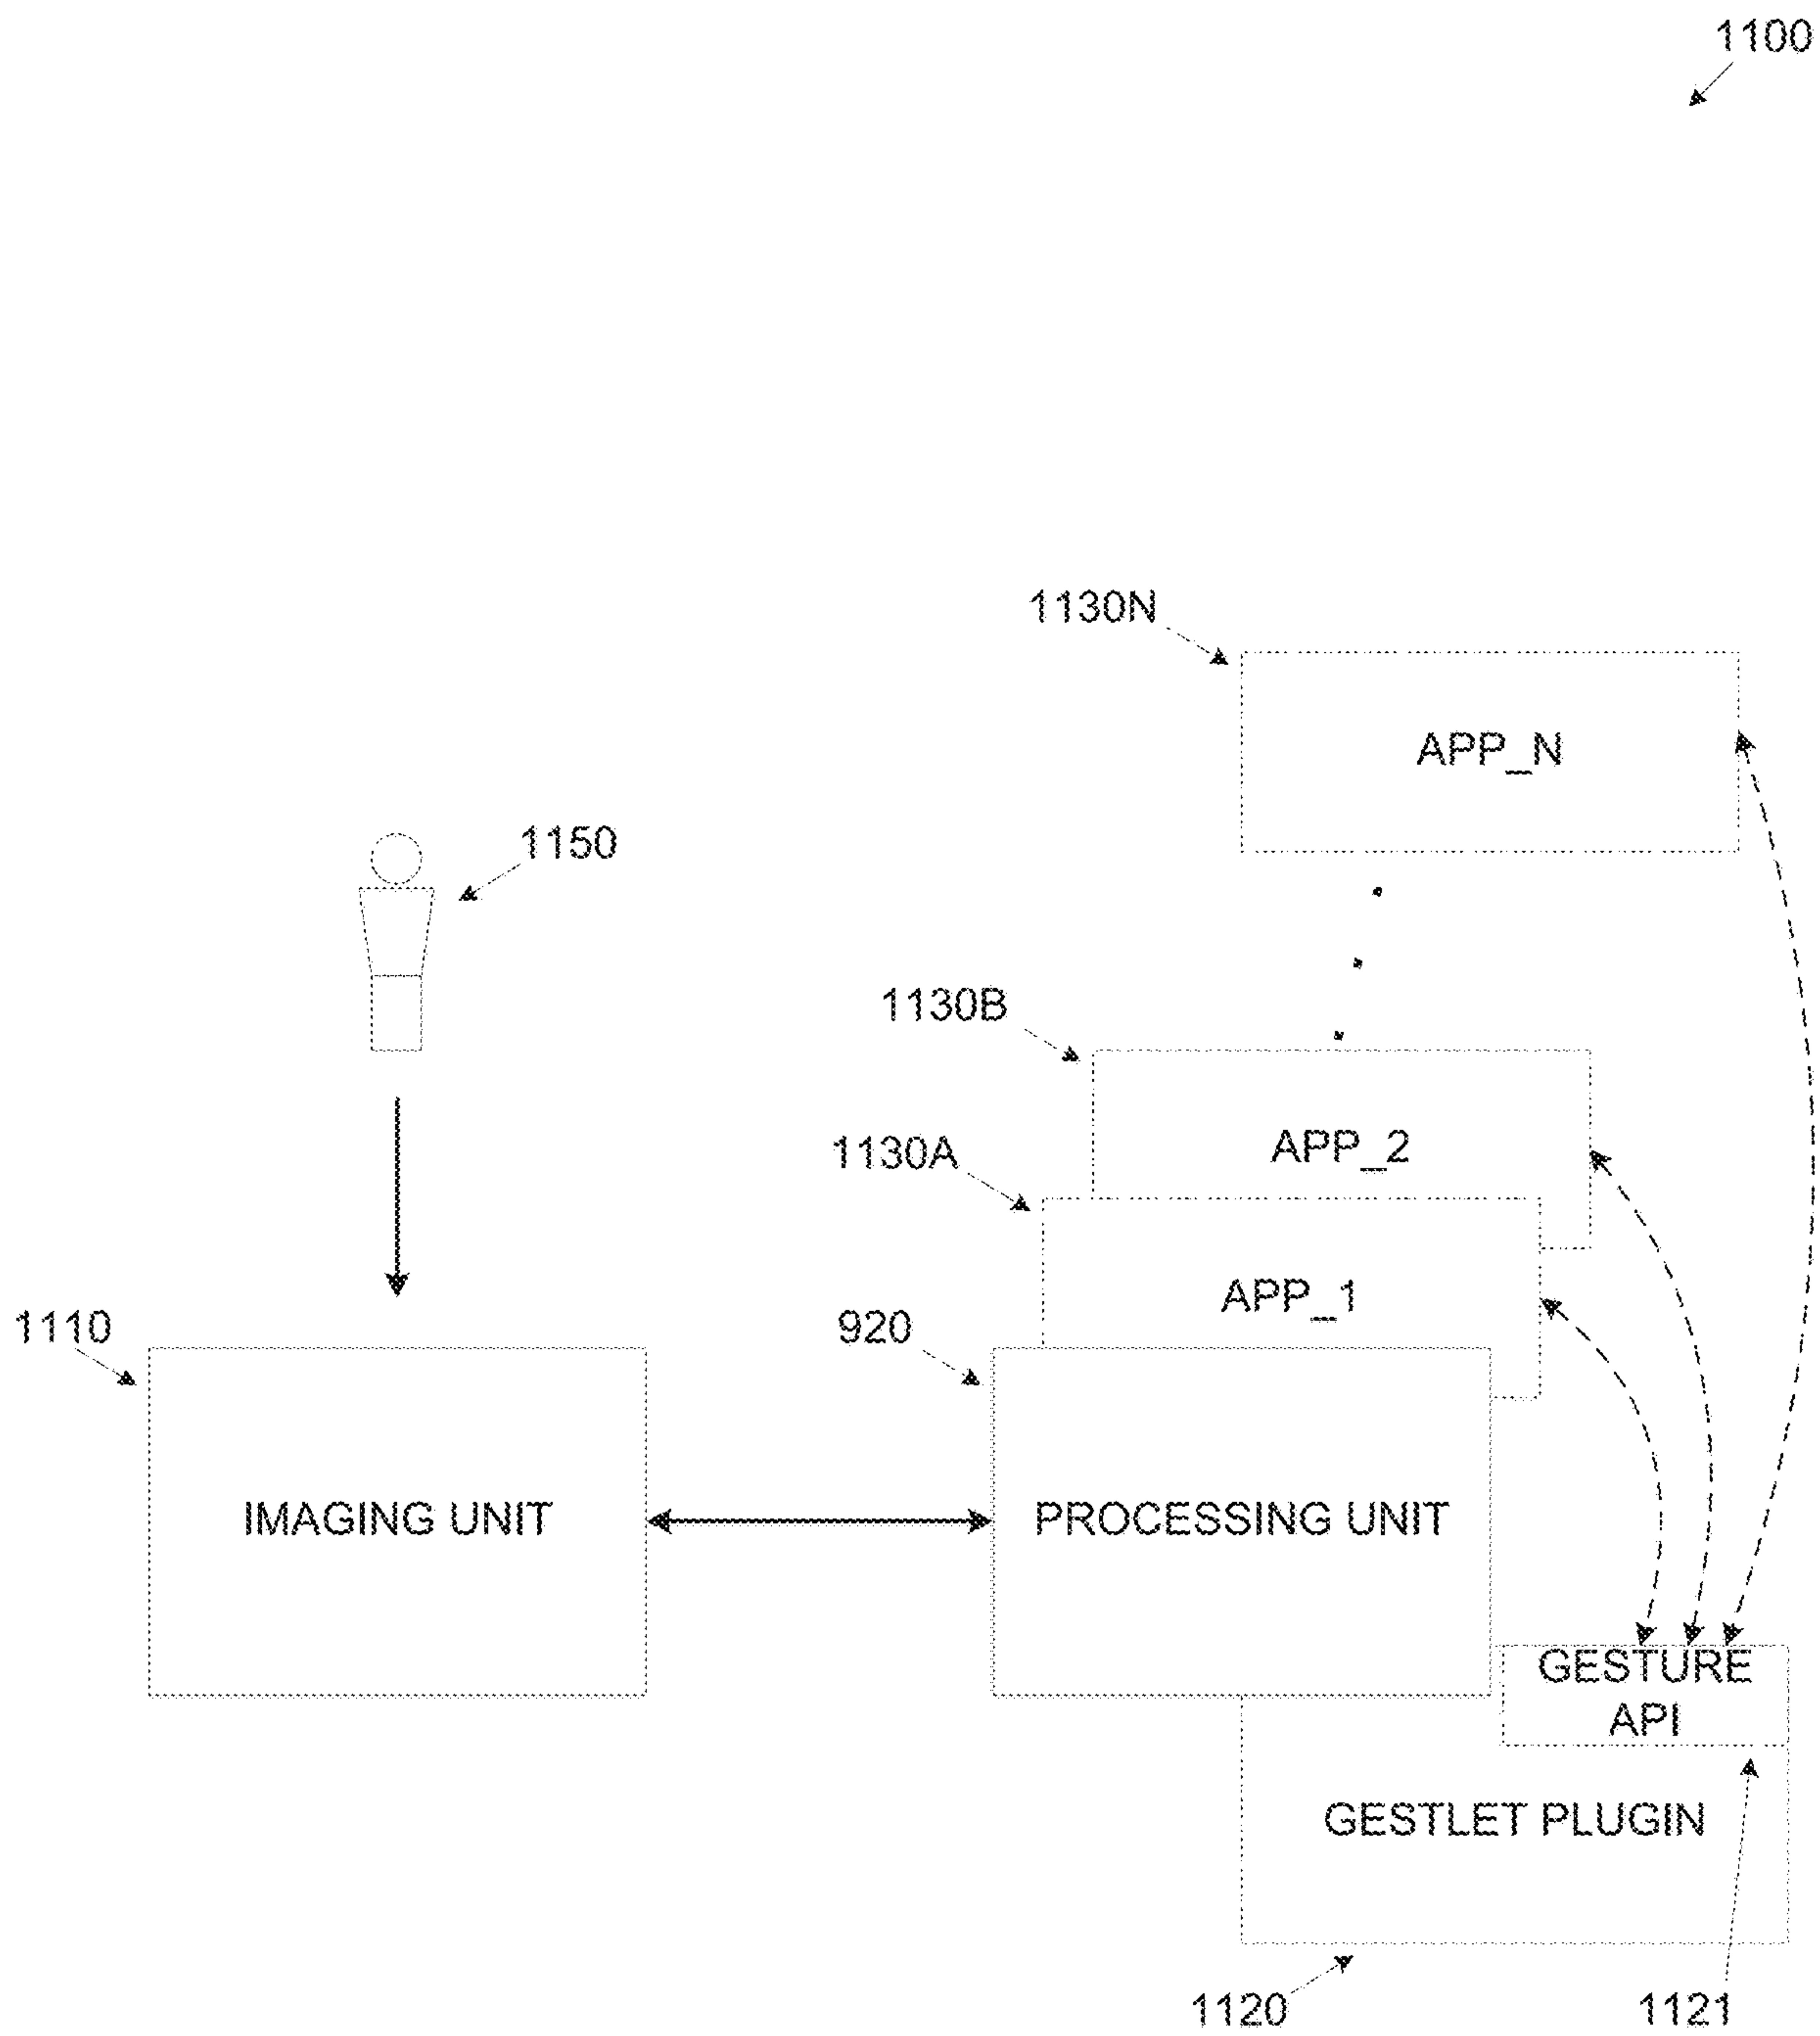 1100
1130N
APP_N
1150
1130B
APP_2
1130A
APP_1
1110
920
IMAGING UNIT
PROCESSING UNIT
GESTURE
API
GESTLET PLUGIN
1120
1121